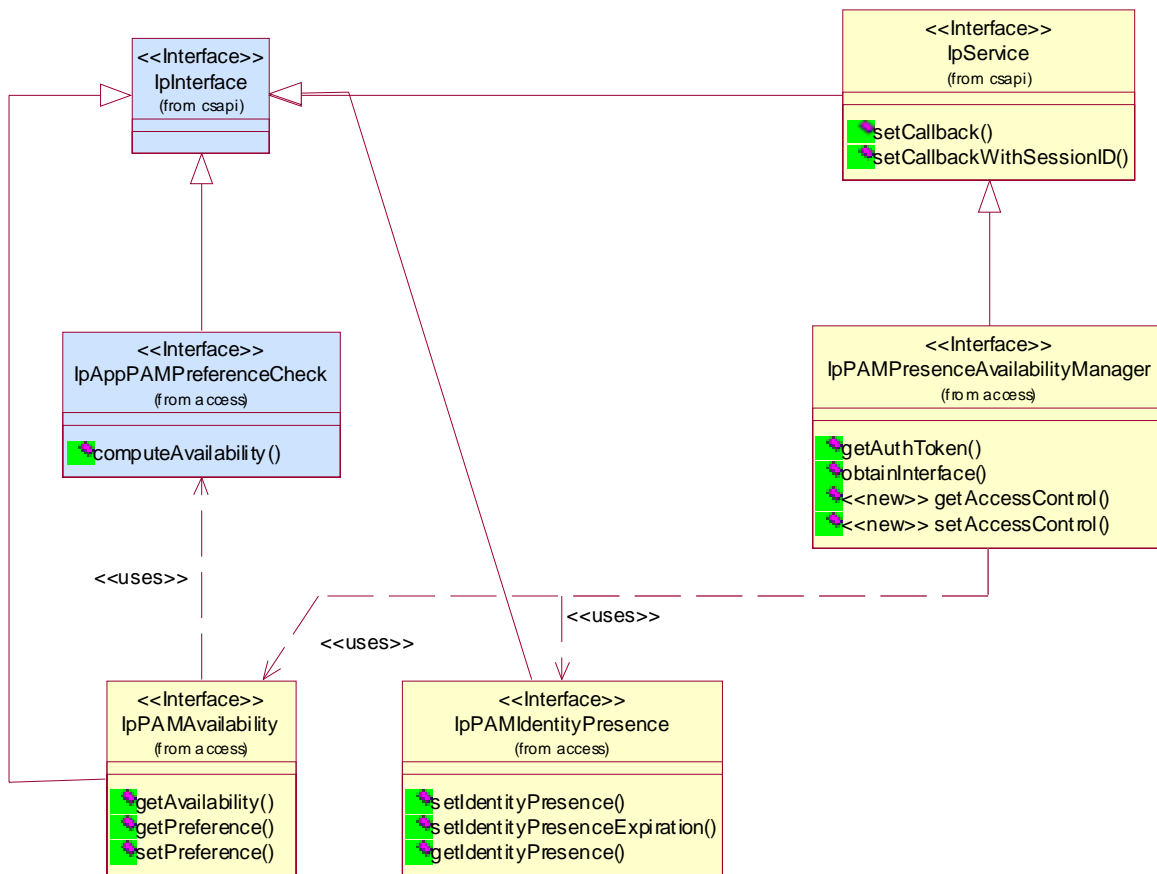 <<Interface>>
IpInterface
(from csapi)
<<Interface>>
IpService
(from csapi)
setCallback()
setCallbackWithSessionID()
<<Interface>>
IpAppPAMPreferenceCheck
(from access)
computeAvailability()
<<Interface>>
IpPAMPresenceAvailabilityManager
(from access)
getAuthToken()
obtainInterface()
<<new>> getAccessControl()
<<new>> setAccessControl()
<<uses>>
<<uses>>
<<uses>>
<<Interface>>
IpPAMAvailability
(from access)
getAvailability()
getPreference()
setPreference()
<<Interface>>
IpPAMIdentityPresence
(from access)
setIdentityPresence()
setIdentityPresenceExpiration()
getIdentityPresence()